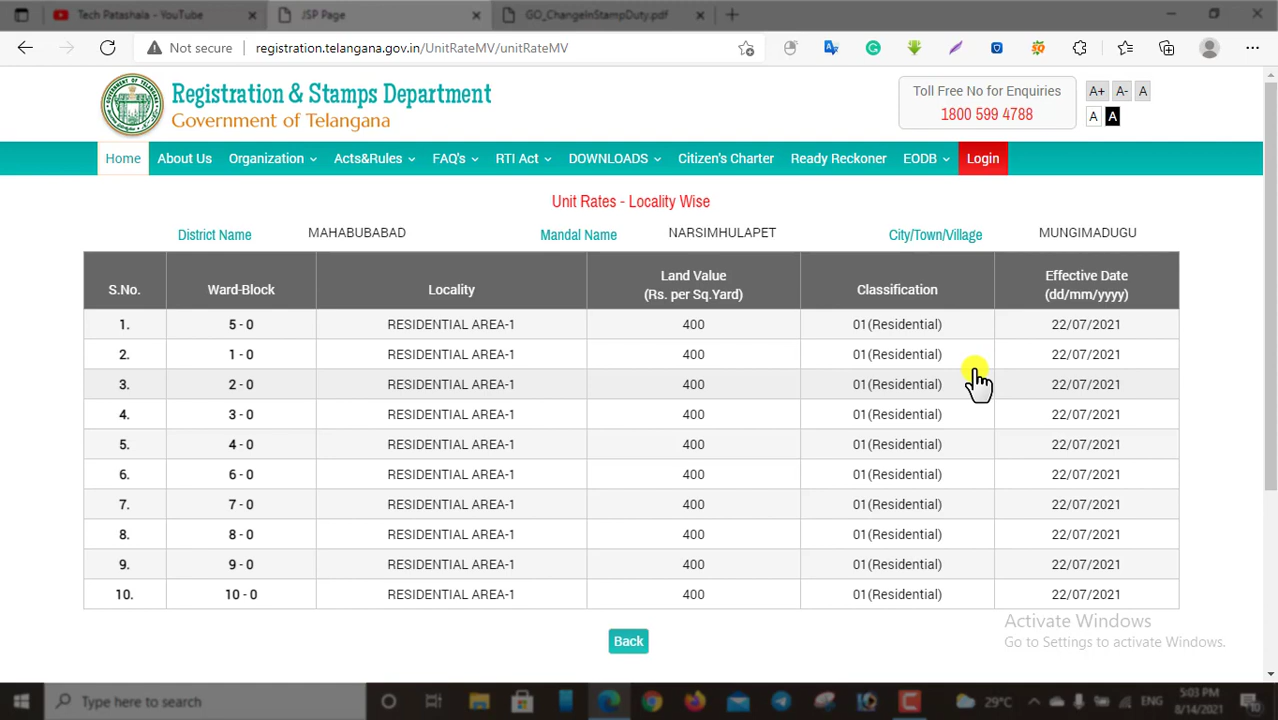 Tech Patashala - YouTube
JSP Page
GO_ChangeInStampDuty.pdf
Not secure
registration.telangana.gov.in/UnitRateMV/unitRateMV
Registration & Stamps Department
Government of Telangana
Toll Free No for Enquiries
1800 599 4788
A+ A- A
A A
Home About Us Organization Acts&Rules FAQ's RTI Act DOWNLOADS Citizen's Charter Ready Reckoner EODB Login
Unit Rates - Locality Wise
District Name MAHABUBABAD Mandal Name NARSIMHULAPET City/Town/Village MUNGIMADUGU
S.No. Ward-Block Locality Land Value (Rs. per Sq.Yard) Classification Effective Date (dd/mm/yyyy)
1. 5 - 0 RESIDENTIAL AREA-1 400 01(Residential) 22/07/2021
2. 1 - 0 RESIDENTIAL AREA-1 400 01(Residential) 22/07/2021
3. 2 - 0 RESIDENTIAL AREA-1 400 01(Residential) 22/07/2021
4. 3 - 0 RESIDENTIAL AREA-1 400 01(Residential) 22/07/2021
5. 4 - 0 RESIDENTIAL AREA-1 400 01(Residential) 22/07/2021
6. 6 - 0 RESIDENTIAL AREA-1 400 01(Residential) 22/07/2021
7. 7 - 0 RESIDENTIAL AREA-1 400 01(Residential) 22/07/2021
8. 8 - 0 RESIDENTIAL AREA-1 400 01(Residential) 22/07/2021
9. 9 - 0 RESIDENTIAL AREA-1 400 01(Residential) 22/07/2021
10. 10 - 0 RESIDENTIAL AREA-1 400 01(Residential) 22/07/2021
Activate Windows
Go to Settings to activate Windows.
Back
Type here to search
29°C
ENG
5:03 PM
8/14/2021